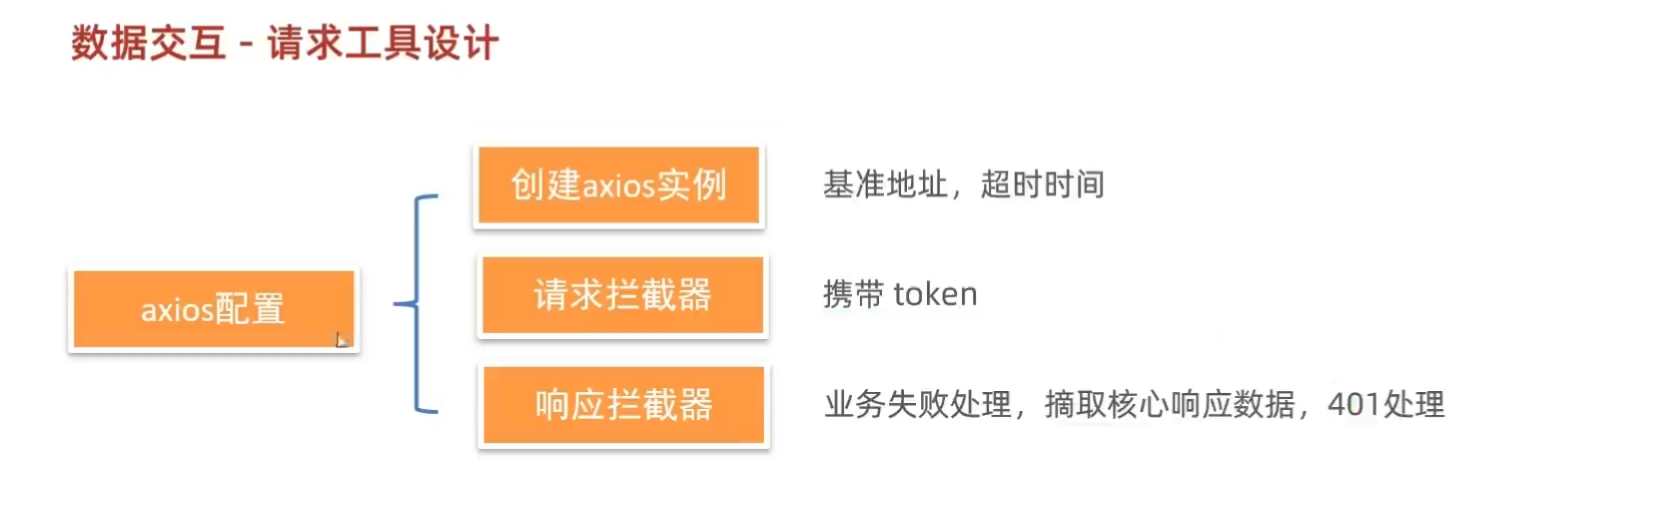 数据交互 - 请求工具设计
创建axios实例
基准地址，超时时间
axios配置
请求拦截器
携带 token
响应拦截器
业务失败处理，摘取核心响应数据，401处理